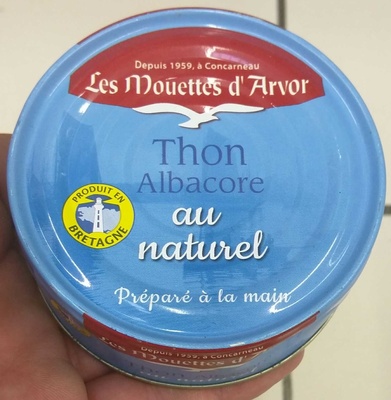 Depuis 1959, à Concarneau
Les Mouettes d'Arvor
Thon
Albacore
PRODUIT EN
BRETAGNE
au
naturel
Préparé à la main
Depuis 1959, à Concarneau
Les Mouettes d'Arvor